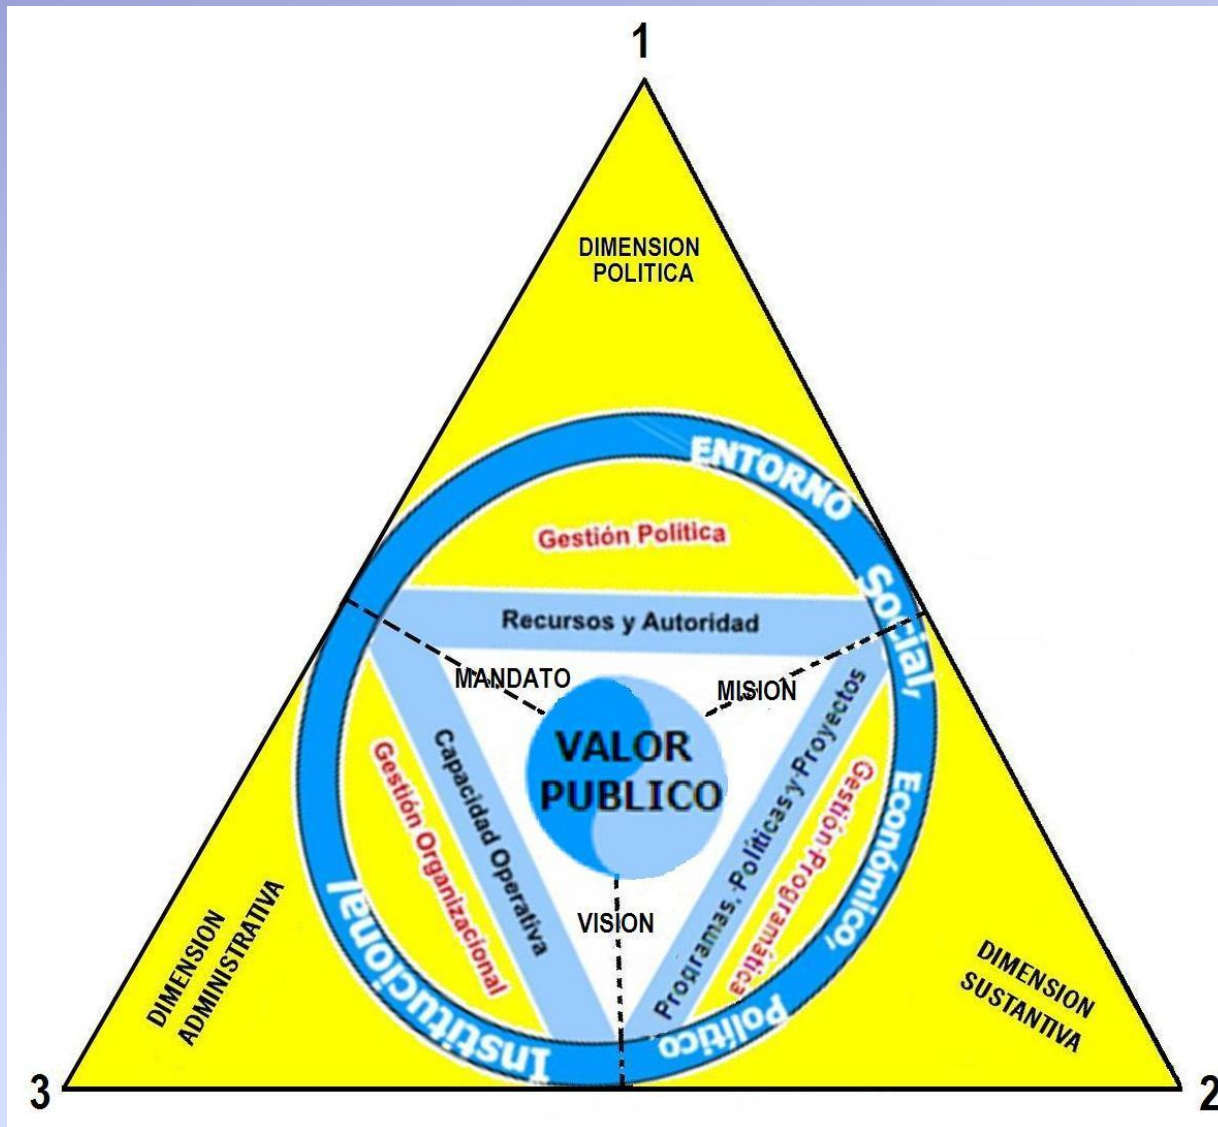 1
DIMENSION
POLITICA
ENTORNÓ
Social,
Económico,
Político
Institucional
Gestión Política
Recursos y Autoridad
MANDATO
MISION
VALOR
PUBLICO
Capacidad Operativa
Gestión Organizacional
Programas, Políticas y Proyectos
Gestión Programática
VISION
DIMENSION
ADMINISTRATIVA
DIMENSION
SUSTANTIVA
3
2